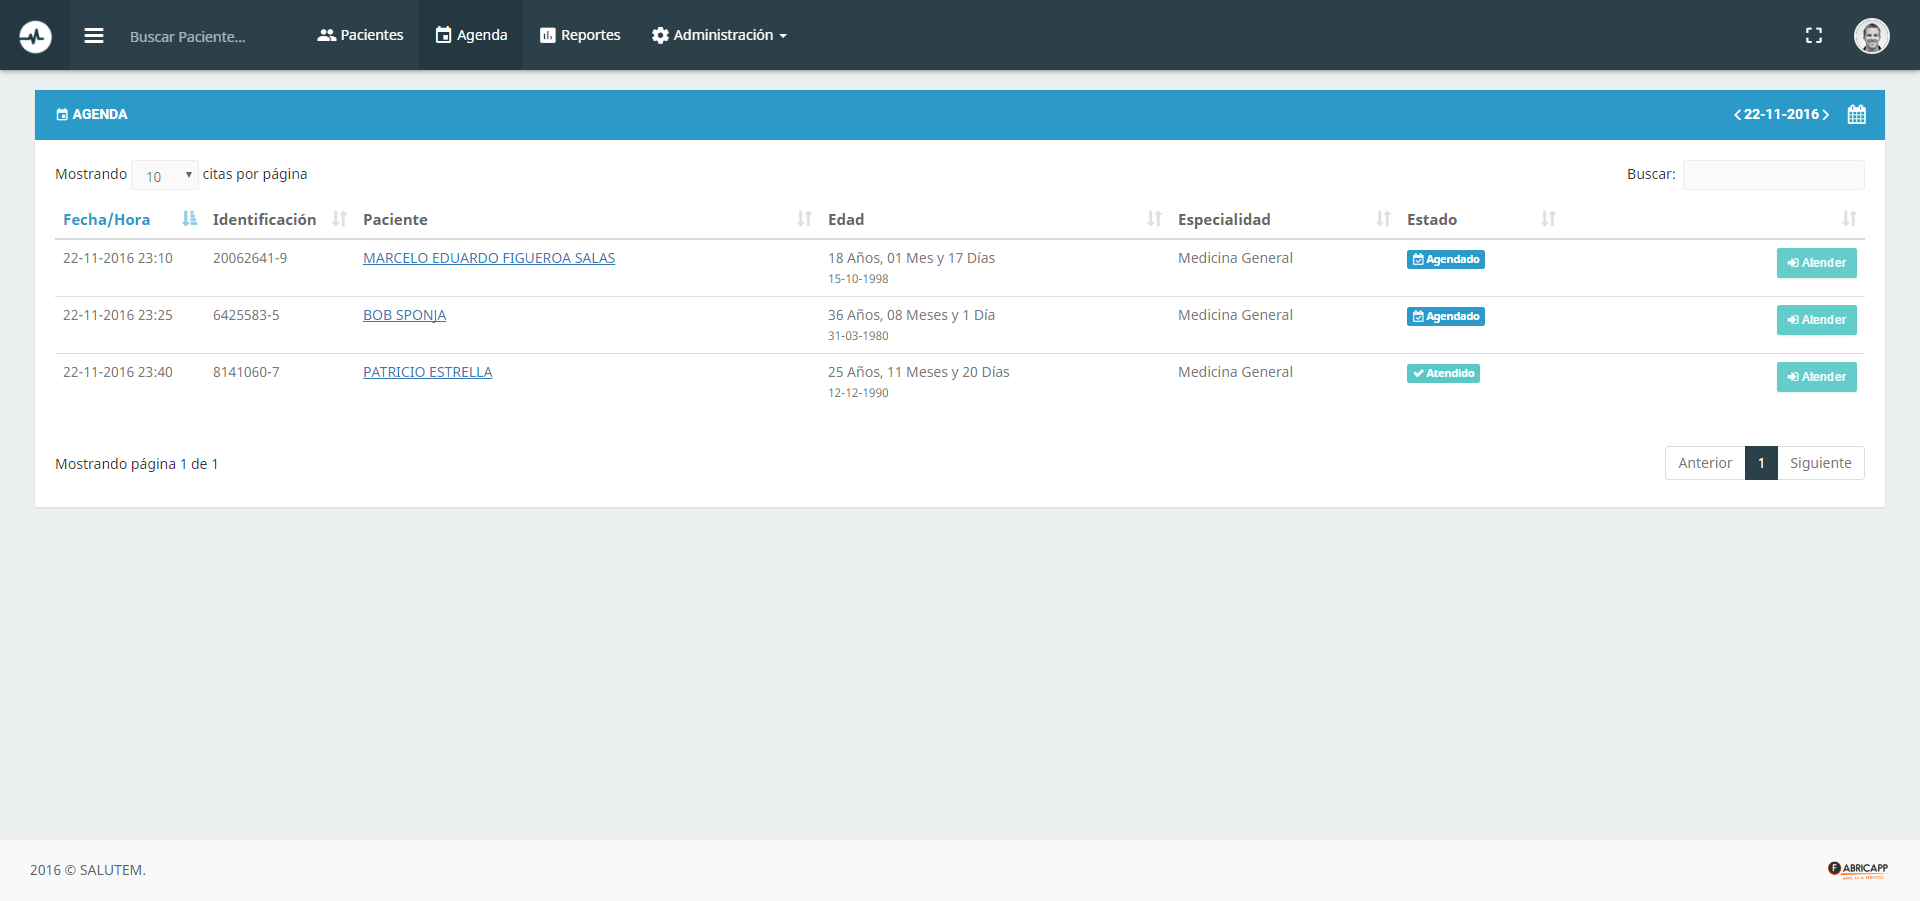 Buscar Paciente... Pacientes Agenda Reportes Administración
AGENDA 22-11-2016
Mostrando 10 citas por página Buscar:
Fecha/Hora Identificación Paciente Edad Especialidad Estado
22-11-2016 23:10 20062641-9 MARCELO EDUARDO FIGUEROA SALAS 18 Años, 01 Mes y 17 Días Medicina General Agendado Atender
15-10-1998
22-11-2016 23:25 6425583-5 BOB SPONJA 36 Años, 08 Meses y 1 Día Medicina General Agendado Atender
31-03-1980
22-11-2016 23:40 8141060-7 PATRICIO ESTRELLA 25 Años, 11 Meses y 20 Días Medicina General Atendido Atender
12-12-1990
Mostrando página 1 de 1 Anterior 1 Siguiente
2016 © SALUTEM. FABRICAPP